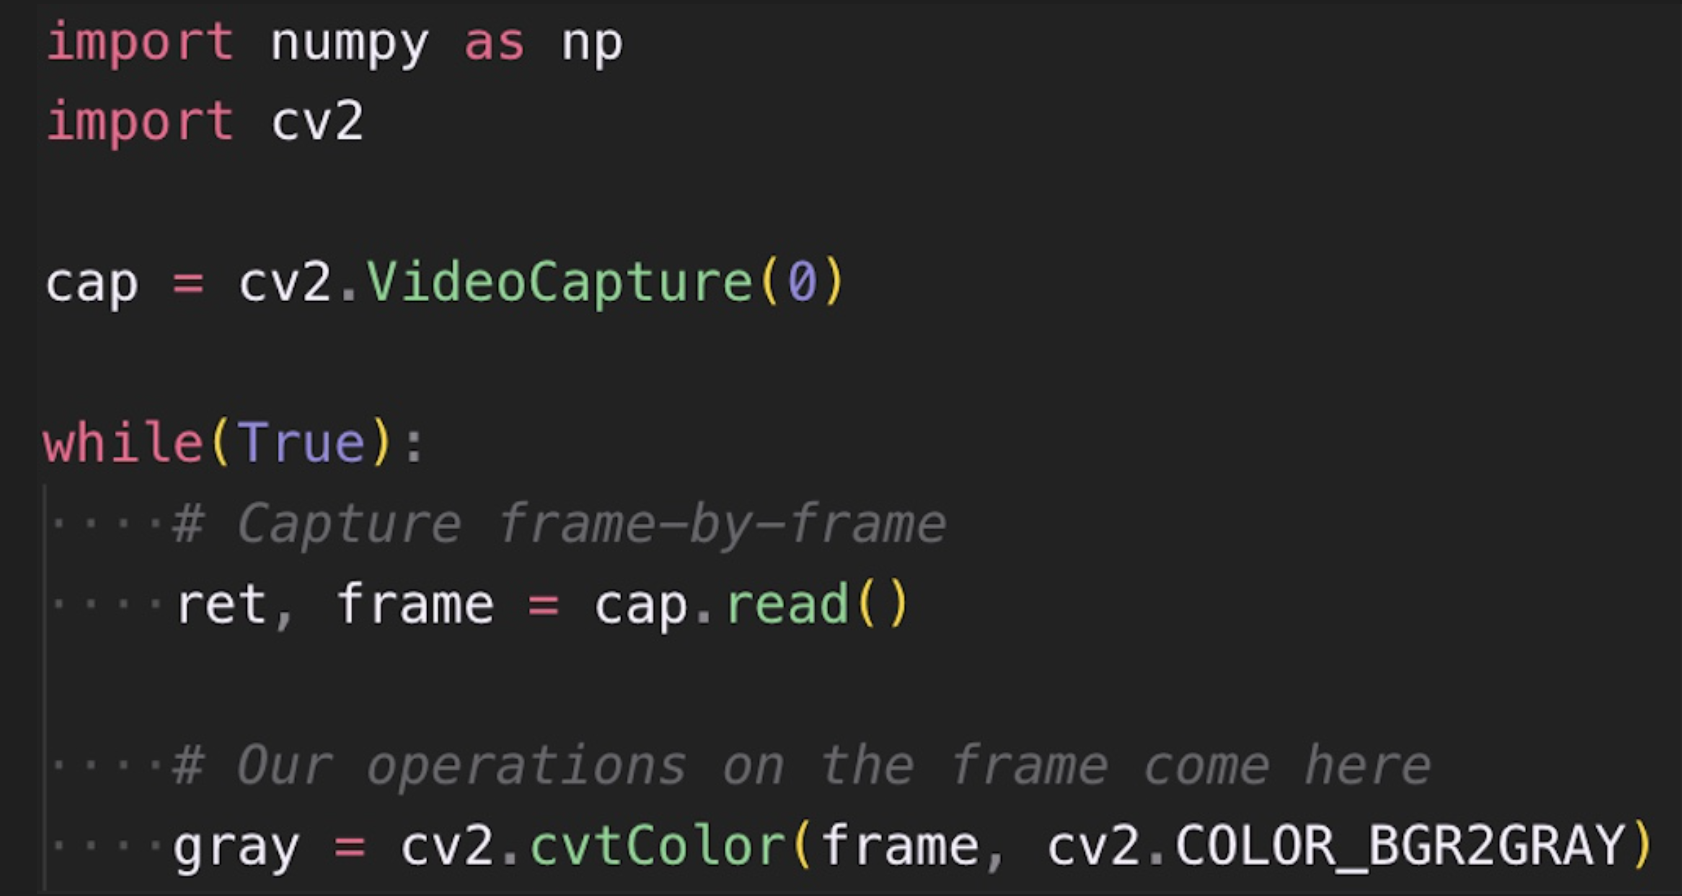 import numpy as np
import cv2
cap = cv2.VideoCapture(0)
while(True):
····# Capture frame-by-frame
····ret, frame = cap.read()
····# Our operations on the frame come here
····gray = cv2.cvtColor(frame, cv2.COLOR_BGR2GRAY)